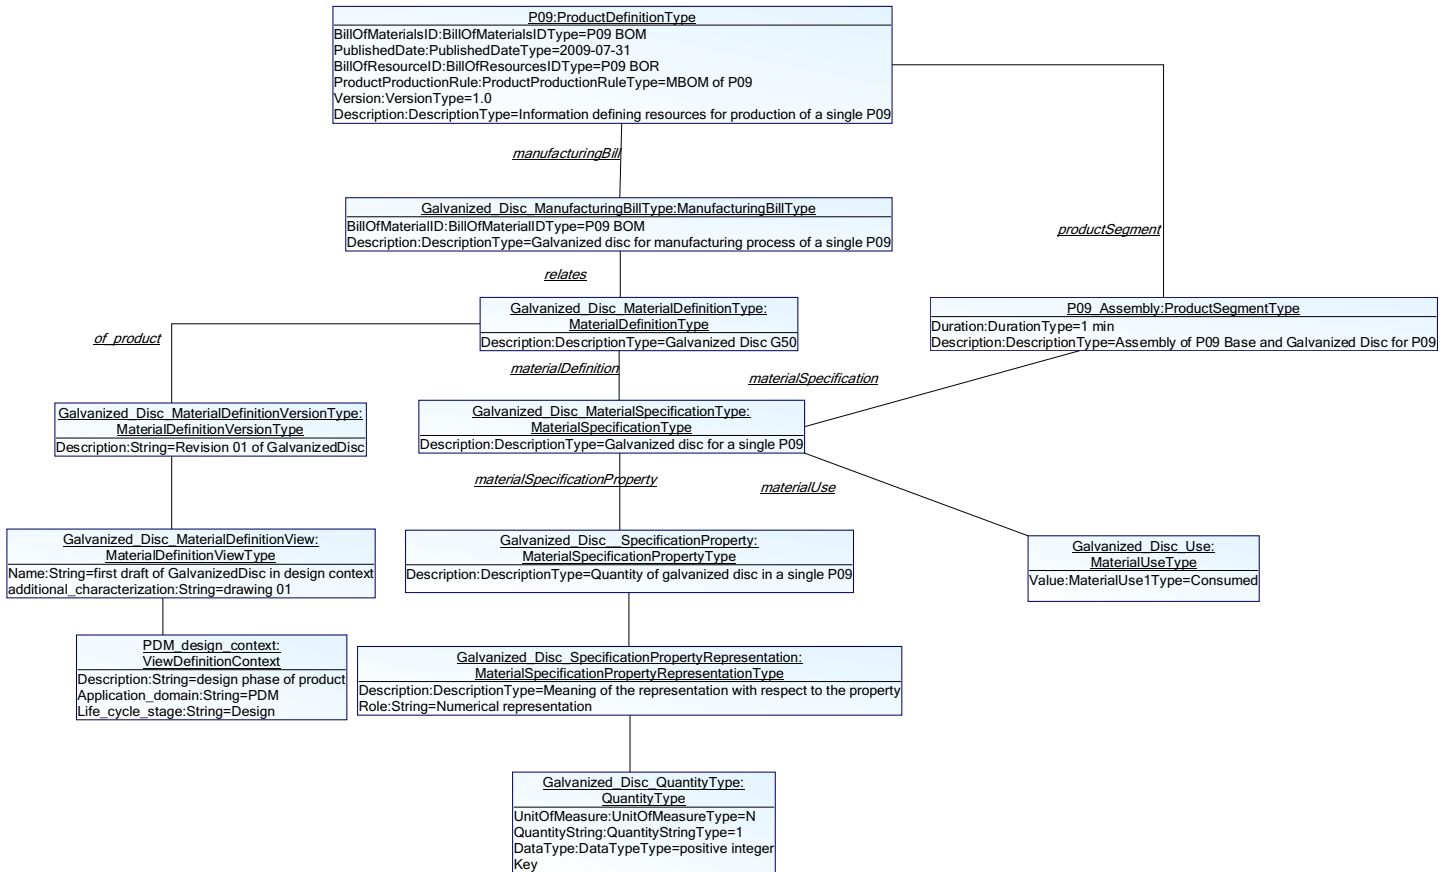 P09:ProductDefinitionType
BillOfMaterialsID:BillOfMaterialsIDType=P09 BOM
PublishedDate:PublishedDateType=2009-07-31
BillOfResourceID:BillOfResourcesIDType=P09 BOR
ProductProductionRule:ProductProductionRuleType=MBOM of P09
Version:VersionType=1.0
Description:DescriptionType=Information defining resources for production of a single P09
manufacturingBill
Galvanized_Disc_ManufacturingBillType:ManufacturingBillType
BillOfMaterialID:BillOfMaterialIDType=P09 BOM
Description:DescriptionType=Galvanized disc for manufacturing process of a single P09
productSegment
relates
Galvanized_Disc_MaterialDefinitionType:
MaterialDefinitionType
Description:DescriptionType=Galvanized Disc G50
P09_Assembly:ProductSegmentType
Duration:DurationType=1 min
Description:DescriptionType=Assembly of P09 Base and Galvanized Disc for P09
of_product
materialDefinition
materialSpecification
Galvanized_Disc_MaterialDefinitionVersionType:
MaterialDefinitionVersionType
Description:String=Revision 01 of GalvanizedDisc
Galvanized_Disc_MaterialSpecificationType:
MaterialSpecificationType
Description:DescriptionType=Galvanized disc for a single P09
materialSpecificationProperty
materialUse
Galvanized_Disc_MaterialDefinitionView:
MaterialDefinitionViewType
Name:String=first draft of GalvanizedDisc in design context
additional_characterization:String=drawing 01
Galvanized_Disc__SpecificationProperty:
MaterialSpecificationPropertyType
Description:DescriptionType=Quantity of galvanized disc in a single P09
Galvanized_Disc_Use:
MaterialUseType
Value:MaterialUse1Type=Consumed
PDM_design_context:
ViewDefinitionContext
Description:String=design phase of product
Application_domain:String=PDM
Life_cycle_stage:String=Design
Galvanized_Disc_SpecificationPropertyRepresentation:
MaterialSpecificationPropertyRepresentationType
Description:DescriptionType=Meaning of the representation with respect to the property
Role:String=Numerical representation
Galvanized_Disc_QuantityType:
QuantityType
UnitOfMeasure:UnitOfMeasureType=N
QuantityString:QuantityStringType=1
DataType:DataTypeType=positive integer
Key